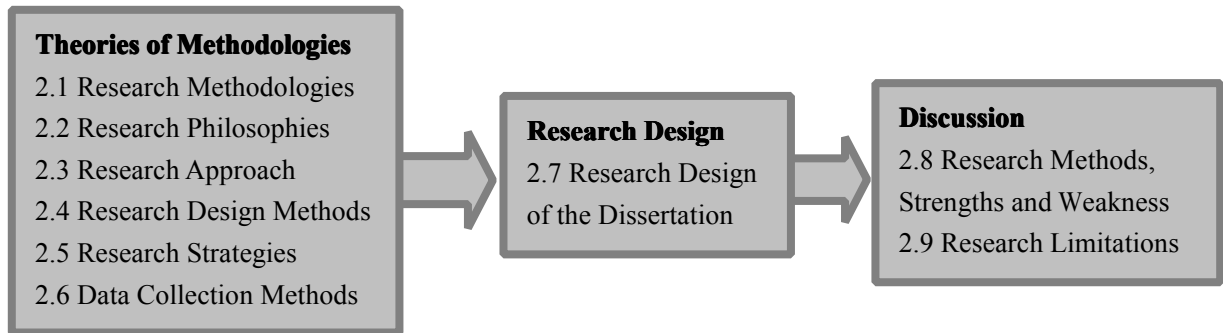 Theories of Methodologies
2.1 Research Methodologies
2.2 Research Philosophies
2.3 Research Approach
2.4 Research Design Methods
2.5 Research Strategies
2.6 Data Collection Methods
Research Design
2.7 Research Design
of the Dissertation
Discussion
2.8 Research Methods,
Strengths and Weakness
2.9 Research Limitations